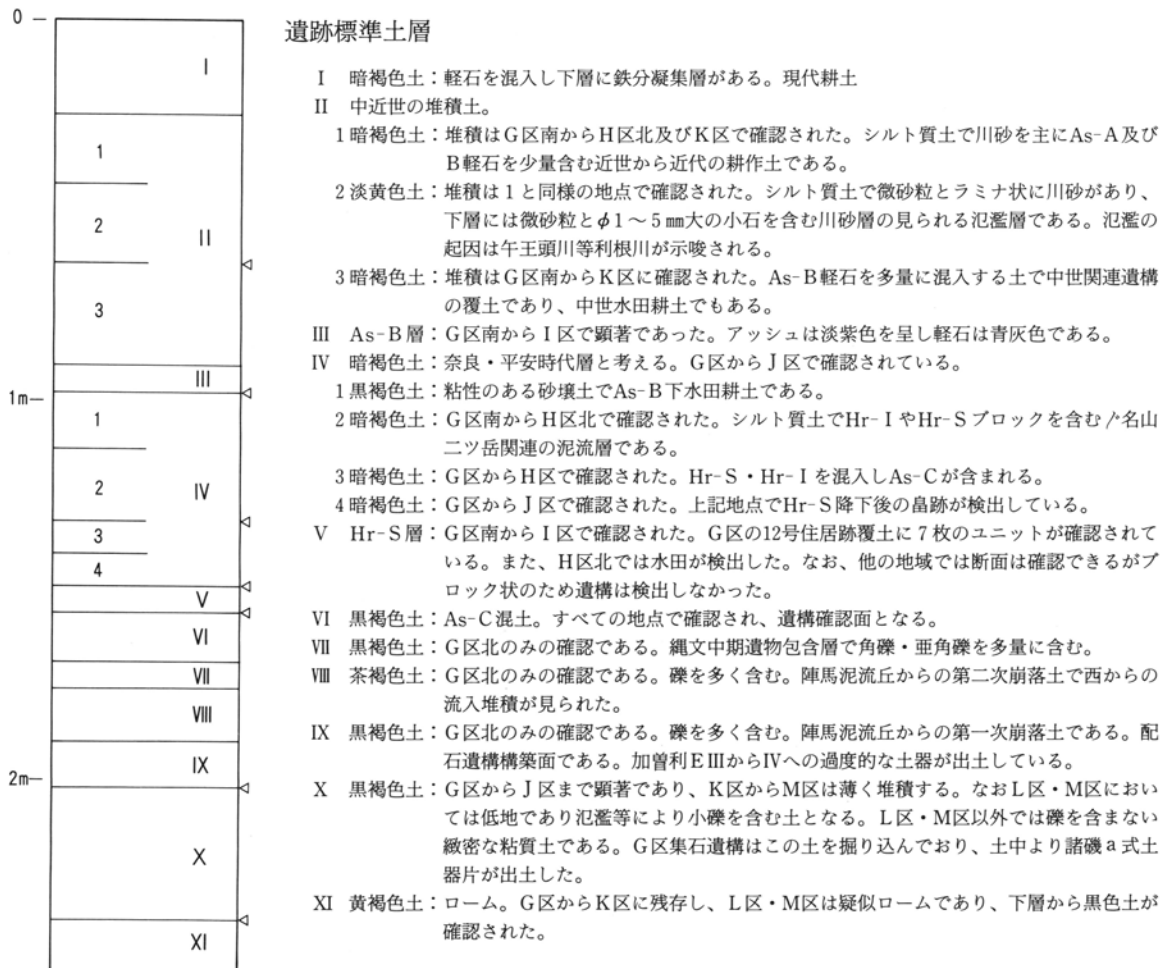 遺跡標準土層
0
Ⅰ
1
2
Ⅱ
3
Ⅲ
1m
1
2
Ⅳ
3
4
Ⅴ
Ⅵ
Ⅶ
Ⅷ
Ⅸ
2m
Ⅹ
Ⅺ
Ⅰ 暗褐色土：軽石を混入し下層に鉄分凝集層がある。現代耕土
Ⅱ 中近世の堆積土。
1暗褐色土：堆積はG区南からH区北及びK区で確認された。シルト質土で川砂を主にAs-A及び
B軽石を少量含む近世から近代の耕作土である。
2淡黄色土：堆積は1と同様の地点で確認された。シルト質土で微砂粒とラミナ状に川砂があり、
下層には微砂粒とφ1～5㎜大の小石を含む川砂層の見られる氾濫層である。氾濫の
起因は午王頭川等利根川が示唆される。
3暗褐色土：堆積はG区南からK区に確認された。As-B軽石を多量に混入する土で中世関連遺構
の覆土であり、中世水田耕土でもある。
Ⅲ As-B層：G区南からI区で顕著であった。アッシュは淡紫色を呈し軽石は青灰色である。
Ⅳ 暗褐色土：奈良・平安時代層と考える。G区からJ区で確認されている。
1黒褐色土：粘性のある砂壌土でAs-B下水田耕土である。
2暗褐色土：G区南からH区北で確認された。シルト質土でHr-IやHr-Sブロックを含む名山
二ツ岳関連の泥流層である。
3暗褐色土：G区からH区で確認された。Hr-S・Hr-Iを混入しAs-Cが含まれる。
4暗褐色土：G区からJ区で確認された。上記地点でHr-S降下後の畠跡が検出している。
Ⅴ Hr-S層：G区南からI区で確認された。G区の12号住居跡覆土に7枚のユニットが確認されて
いる。また、H区北では水田が検出した。なお、他の地域では断面は確認できるがブ
ロック状のため遺構は検出しなかった。
Ⅵ 黒褐色土：As-C混土。すべての地点で確認され、遺構確認面となる。
Ⅶ 黒褐色土：G区北のみの確認である。縄文中期遺物包含層で角礫・亜角礫を多量に含む。
Ⅷ 茶褐色土：G区北のみの確認である。礫を多く含む。陣馬泥流丘からの第二次崩落土で西からの
流入堆積が見られた。
Ⅸ 黒褐色土：G区北のみの確認である。礫を多く含む。陣馬泥流丘からの第一次崩落土である。配
石遺構構築面である。加曽利EⅢからⅣへの過度的な土器が出土している。
Ⅹ 黒褐色土：G区からJ区まで顕著であり、K区からM区は薄く堆積する。なおL区・M区におい
ては低地であり氾濫等により小礫を含む土となる。L区・M区以外では礫を含まない
緻密な粘質土である。G区集石遺構はこの土を掘り込んでおり、土中より諸磯a式土
器片が出土した。
Ⅺ 黄褐色土：ローム。G区からK区に残存し、L区・M区は疑似ロームであり、下層から黒色土が
確認された。